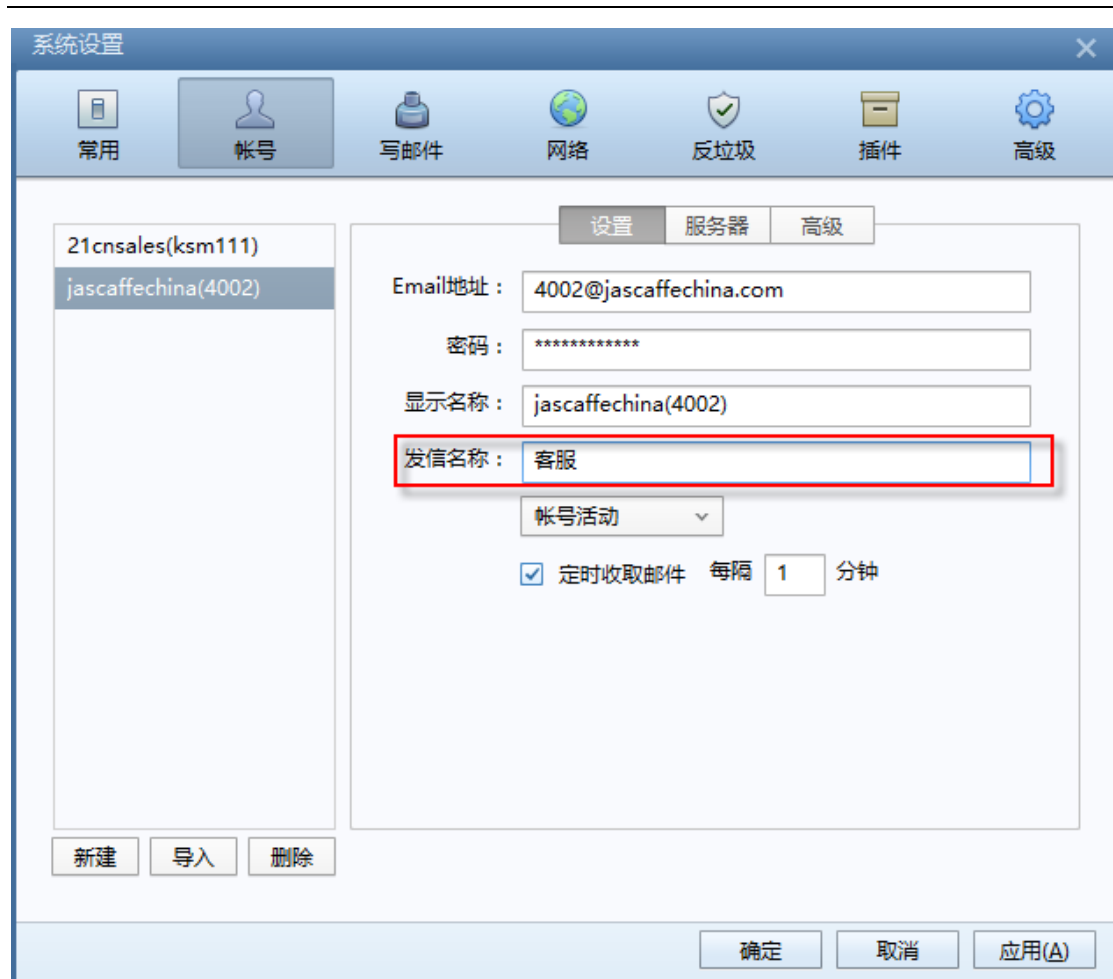 系统设置
常用 帐号 写邮件 网络 反垃圾 插件 高级
21cnsales(ksm111)
jascaffechina(4002)
设置 服务器 高级
Email地址： 4002@jascaffechina.com
密码： ************
显示名称： jascaffechina(4002)
发信名称： 客服
帐号活动
定时收取邮件 每隔 1 分钟
新建 导入 删除
确定 取消 应用(A)